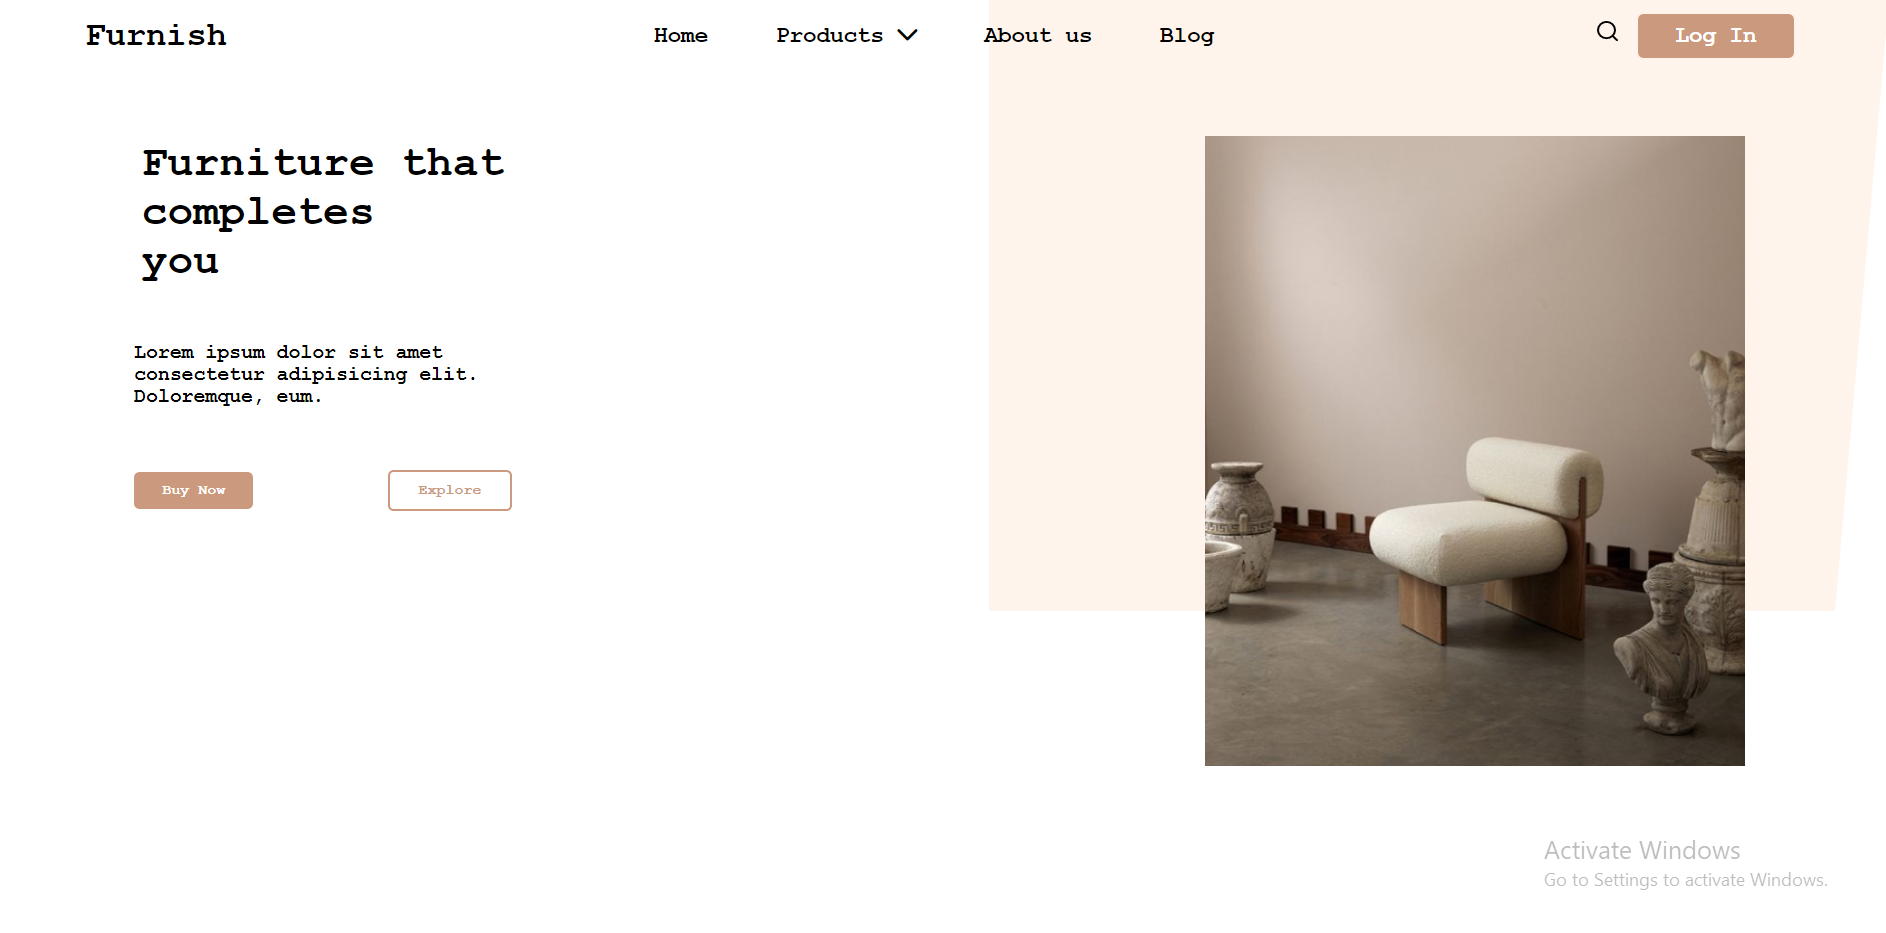 Furnish
Home
Products
About us
Blog
Log In
Furniture that
completes
you
Lorem ipsum dolor sit amet
consectetur adipisicing elit.
Doloremque, eum.
Buy Now
Explore
Activate Windows
Go to Settings to activate Windows.